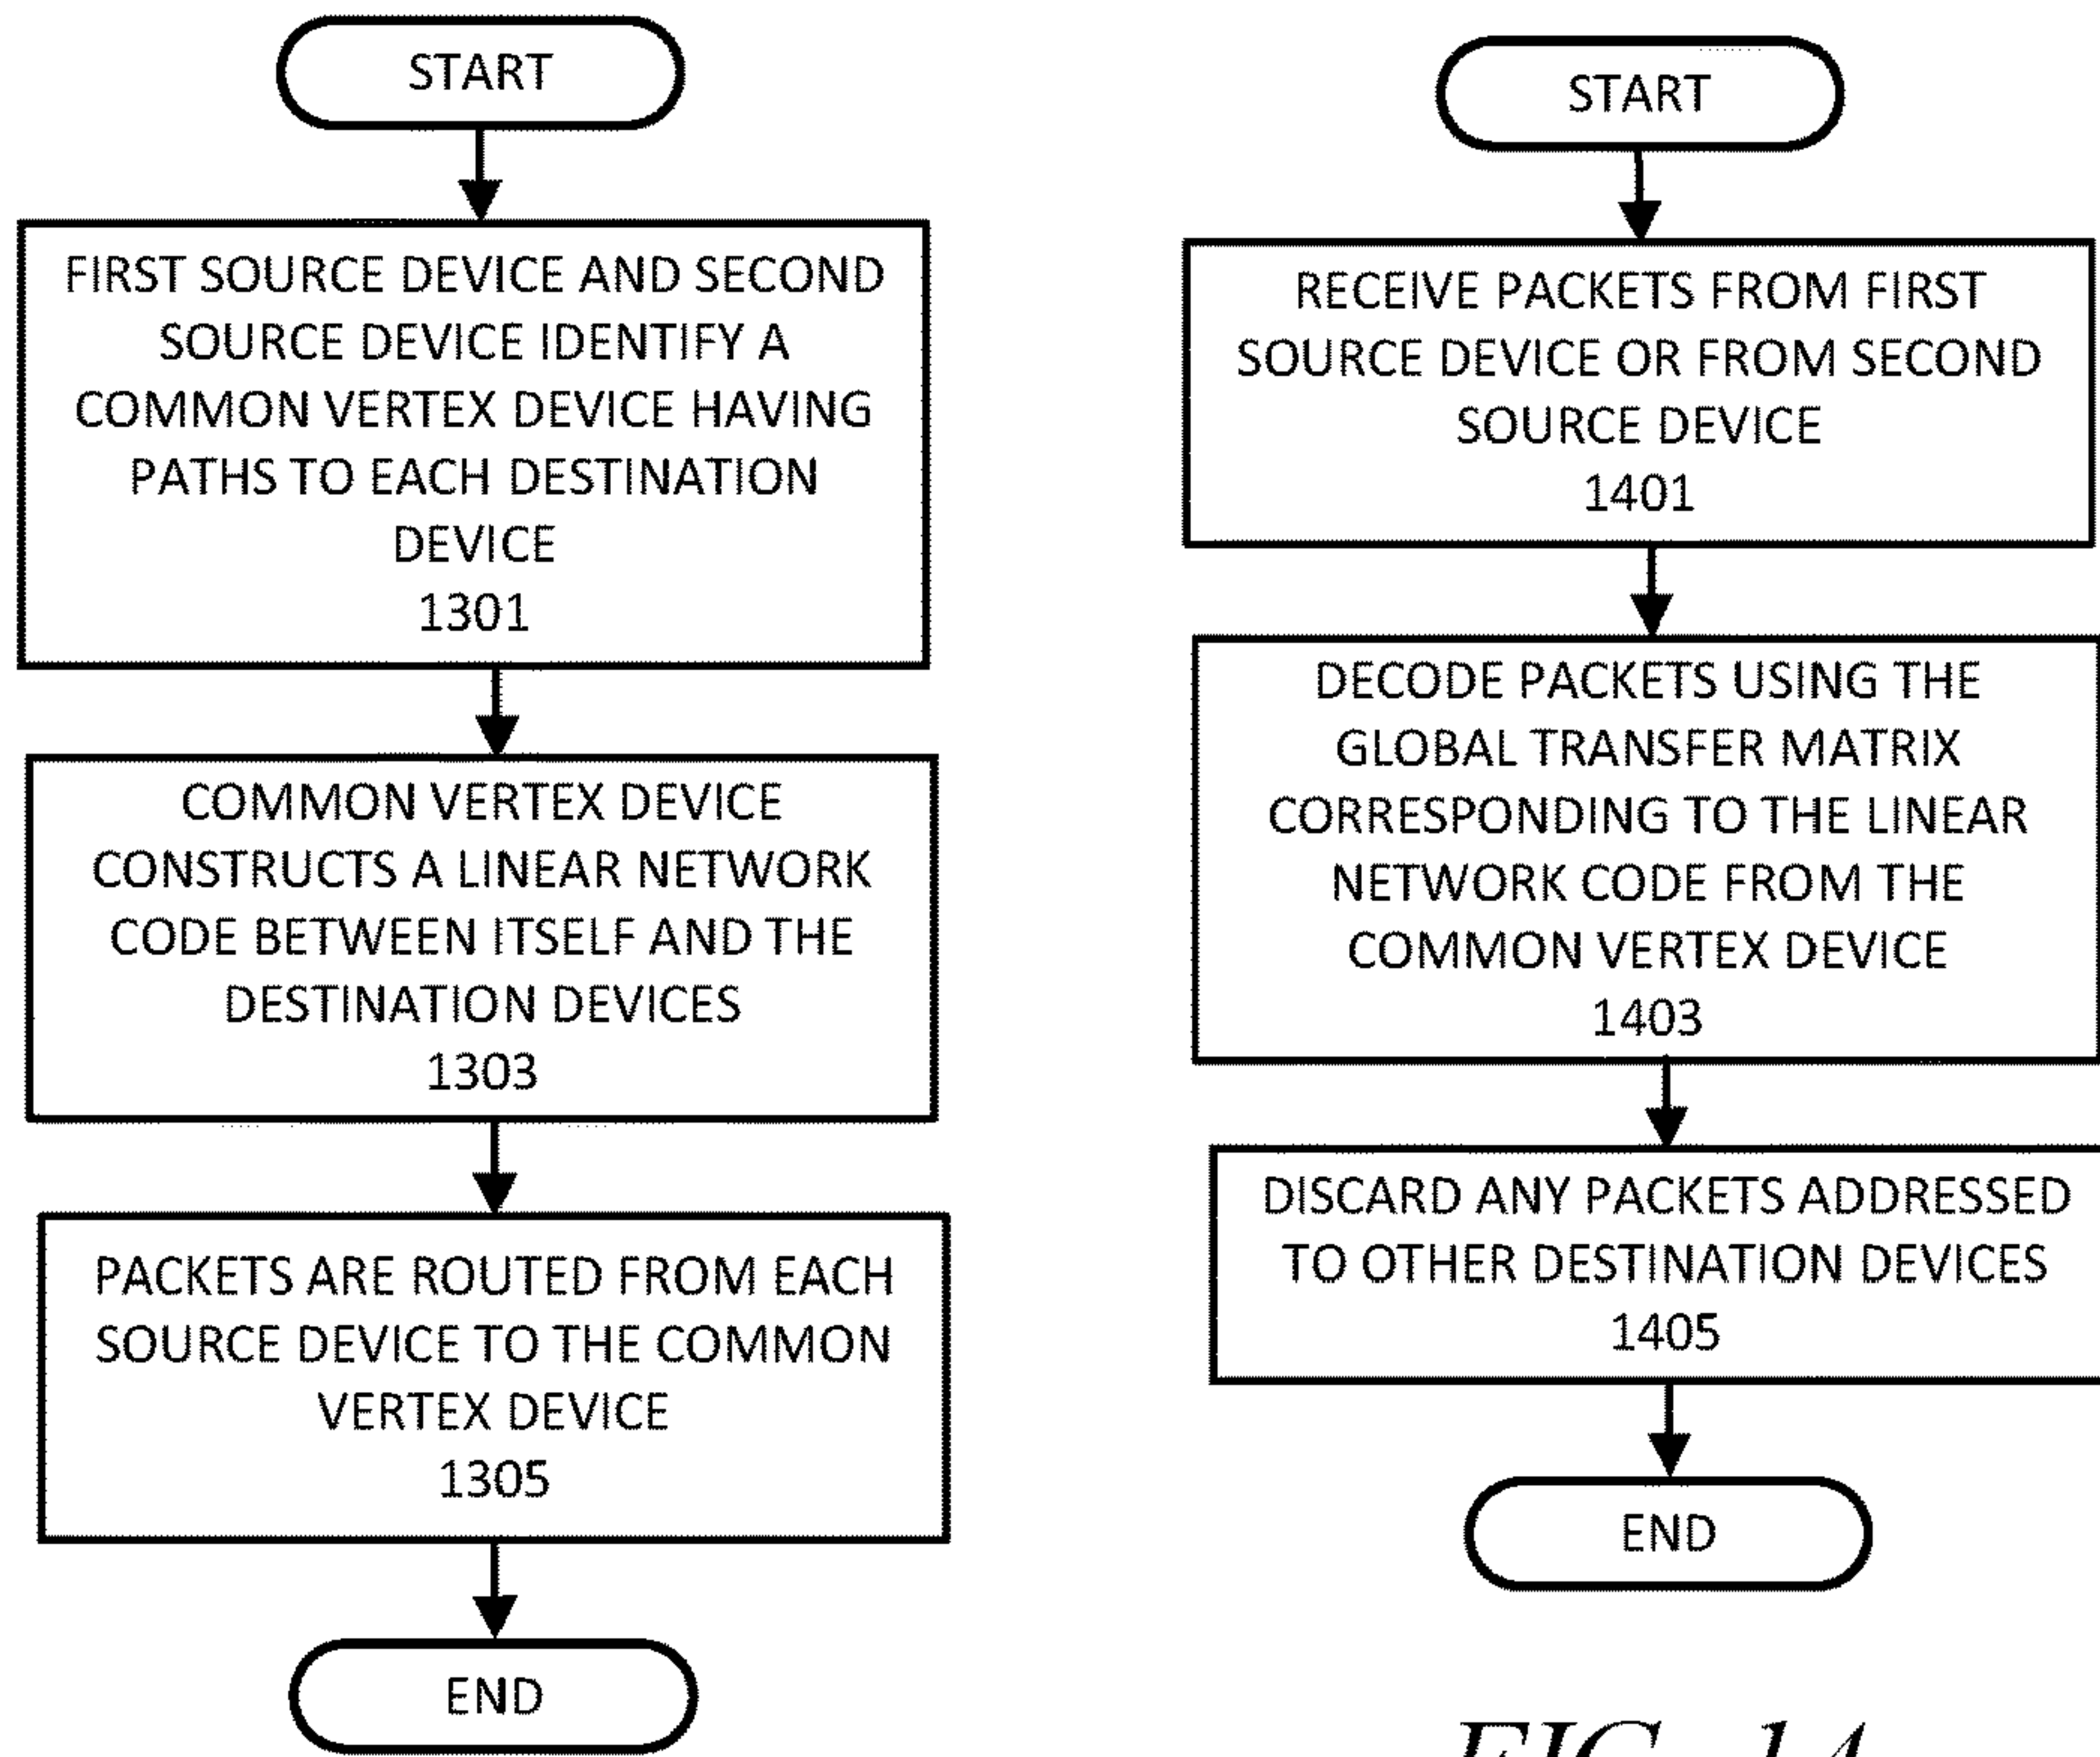 START
FIRST SOURCE DEVICE AND SECOND
SOURCE DEVICE IDENTIFY A
COMMON VERTEX DEVICE HAVING
PATHS TO EACH DESTINATION
DEVICE
1301
COMMON VERTEX DEVICE
CONSTRUCTS A LINEAR NETWORK
CODE BETWEEN ITSELF AND THE
DESTINATION DEVICES
1303
PACKETS ARE ROUTED FROM EACH
SOURCE DEVICE TO THE COMMON
VERTEX DEVICE
1305
END
START
RECEIVE PACKETS FROM FIRST
SOURCE DEVICE OR FROM SECOND
SOURCE DEVICE
1401
DECODE PACKETS USING THE
GLOBAL TRANSFER MATRIX
CORRESPONDING TO THE LINEAR
NETWORK CODE FROM THE
COMMON VERTEX DEVICE
1403
DISCARD ANY PACKETS ADDRESSED
TO OTHER DESTINATION DEVICES
1405
END
FIG. 14